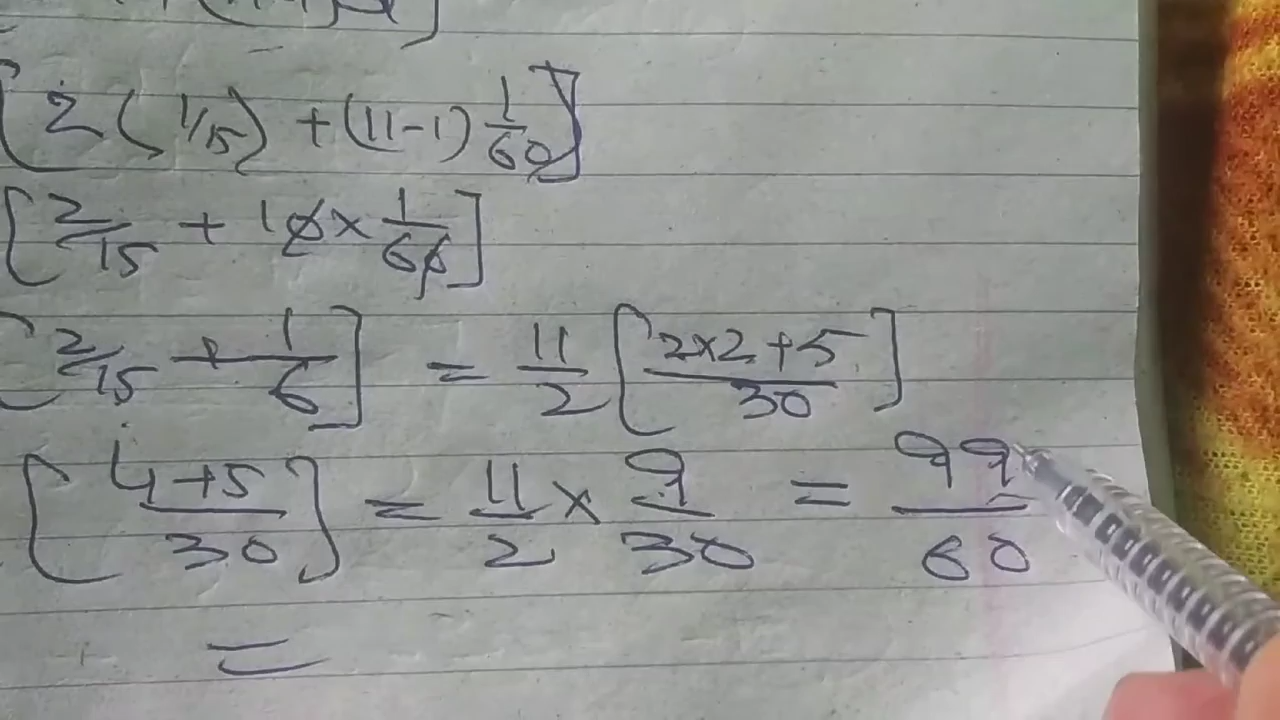 [2(1/15) + (11-1) 1/60]
[2/15 + 10 × 1/60]
[2/15 + 1/6] = 11/2 [2×2+5/30]
[4+5/30] = 11/2 × 9/30 = 99/60
=